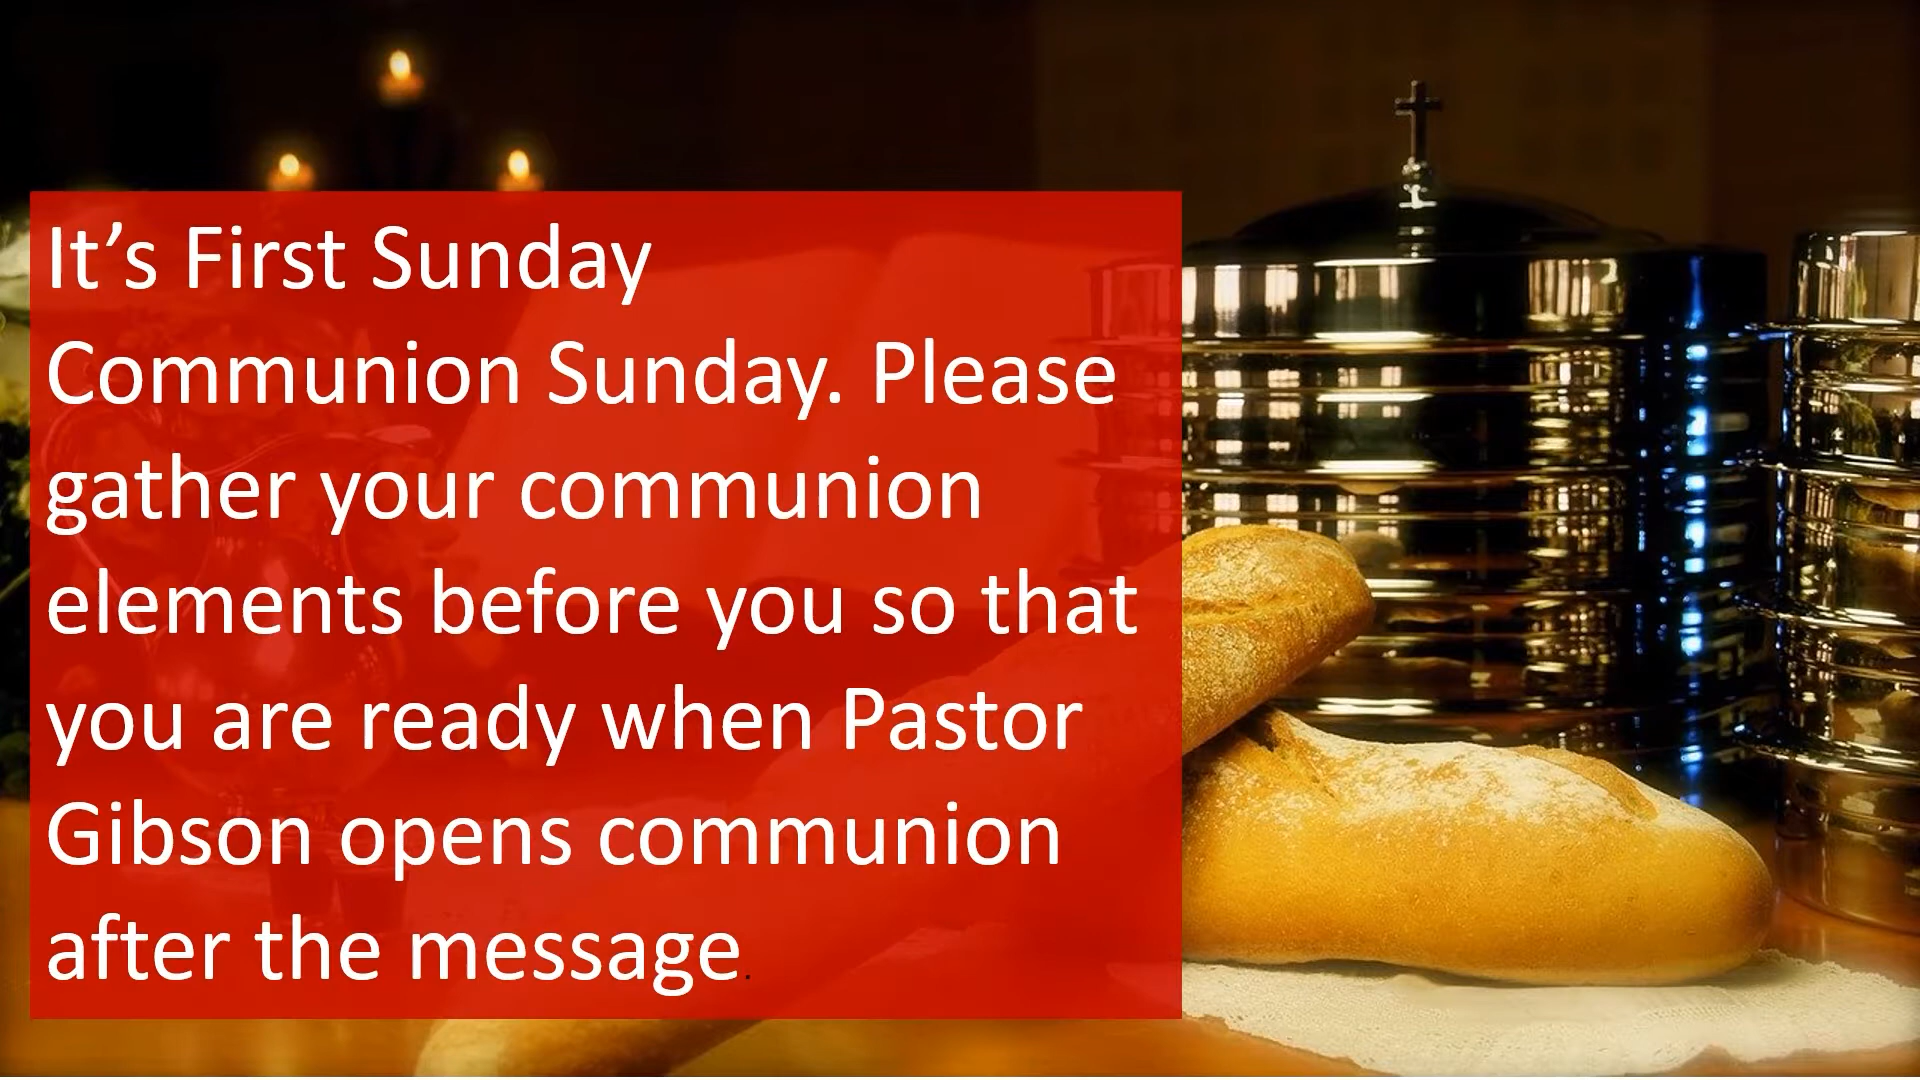 It’s First Sunday
Communion Sunday. Please
gather your communion
elements before you so that
you are ready when Pastor
Gibson opens communion
after the message.